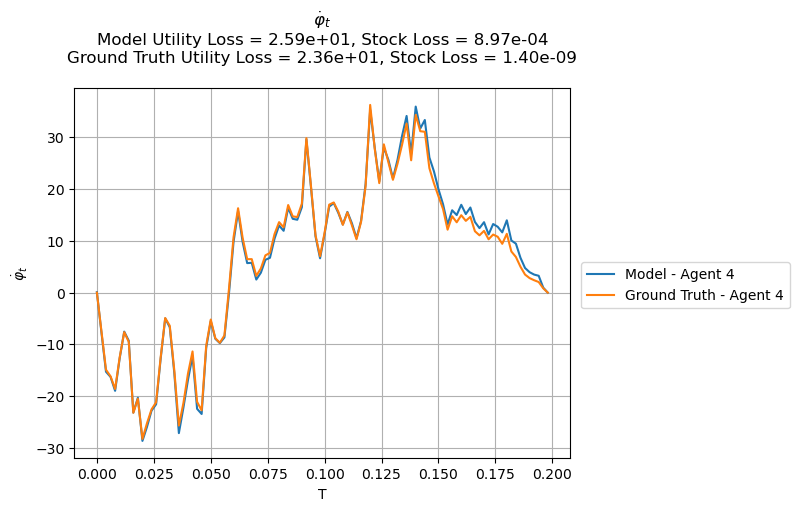 φ̇ₜ
Model Utility Loss = 2.59e+01, Stock Loss = 8.97e-04
Ground Truth Utility Loss = 2.36e+01, Stock Loss = 1.40e-09
φ̇ₜ
30
20
10
0
−10
−20
−30
0.000 0.025 0.050 0.075 0.100 0.125 0.150 0.175 0.200
T
Model - Agent 4
Ground Truth - Agent 4